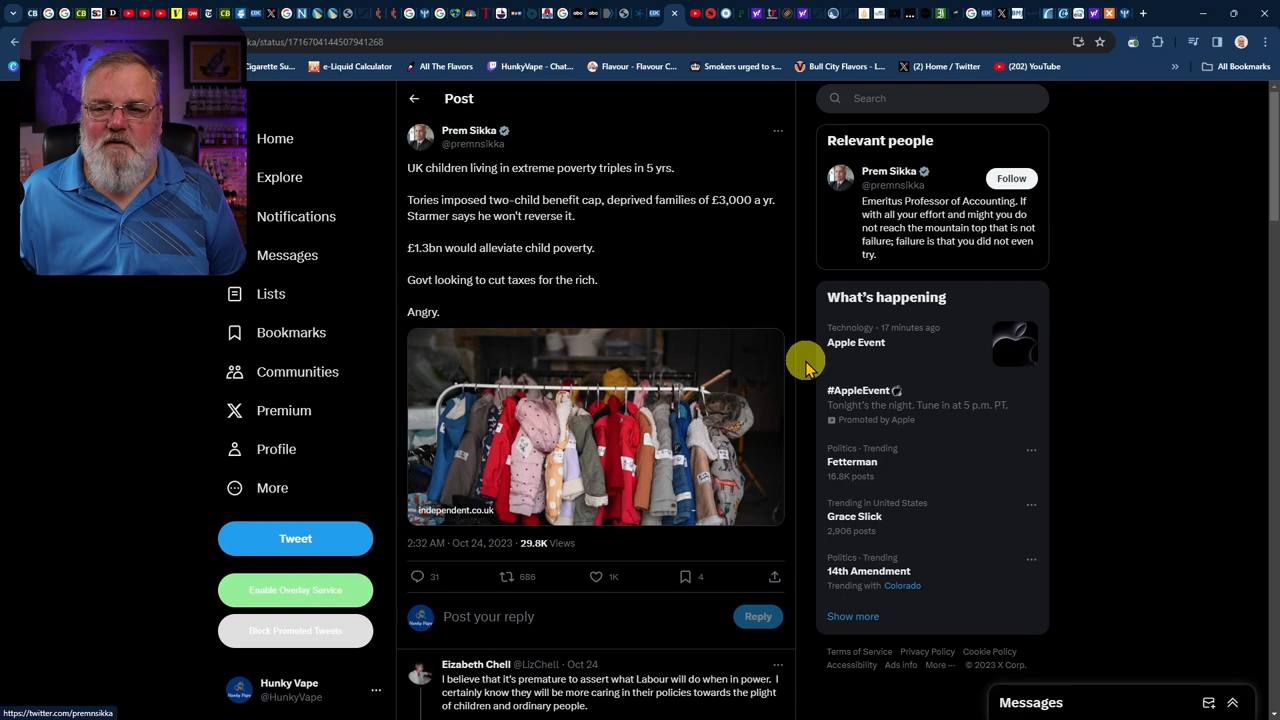 ka/status/1716704144507941268
Cigarette Su...
e-Liquid Calculator
All The Flavors
HunkyVape - Chat...
Flavour – Flavour C...
Smokers urged to s...
Bull City Flavors – L...
(2) Home / Twitter
(202) YouTube
All Bookmarks
Home
Explore
Notifications
Messages
Lists
Bookmarks
Communities
Premium
Profile
More
Tweet
Enable Overlay Service
Block Promoted Tweets
Hunky Vape
@HunkyVape
https://twitter.com/premnsikka
Post
Prem Sikka
@premnsikka
UK children living in extreme poverty triples in 5 yrs.
Tories imposed two-child benefit cap, deprived families of £3,000 a yr.
Starmer says he won't reverse it.
£1.3bn would alleviate child poverty.
Govt looking to cut taxes for the rich.
Angry.
independent.co.uk
2:32 AM · Oct 24, 2023 · 29.8K Views
31
686
1K
4
Post your reply
Reply
Eizabeth Chell @LizChell · Oct 24
I believe that it's premature to assert what Labour will do when in power. I
certainly know they will be more caring in their policies towards the plight
of children and ordinary people.
Search
Relevant people
Prem Sikka
@premnsikka
Follow
Emeritus Professor of Accounting. If
with all your effort and might you do
not reach the mountain top that is not
failure; failure is that you did not even
try.
What's happening
Technology · 17 minutes ago
Apple Event
#AppleEvent
Tonight's the night. Tune in at 5 p.m. PT.
Promoted by Apple
Politics · Trending
Fetterman
16.8K posts
Trending in United States
Grace Slick
2,906 posts
Politics · Trending
14th Amendment
Trending with Colorado
Show more
Terms of Service Privacy Policy Cookie Policy
Accessibility Ads info More ··· © 2023 X Corp.
Messages